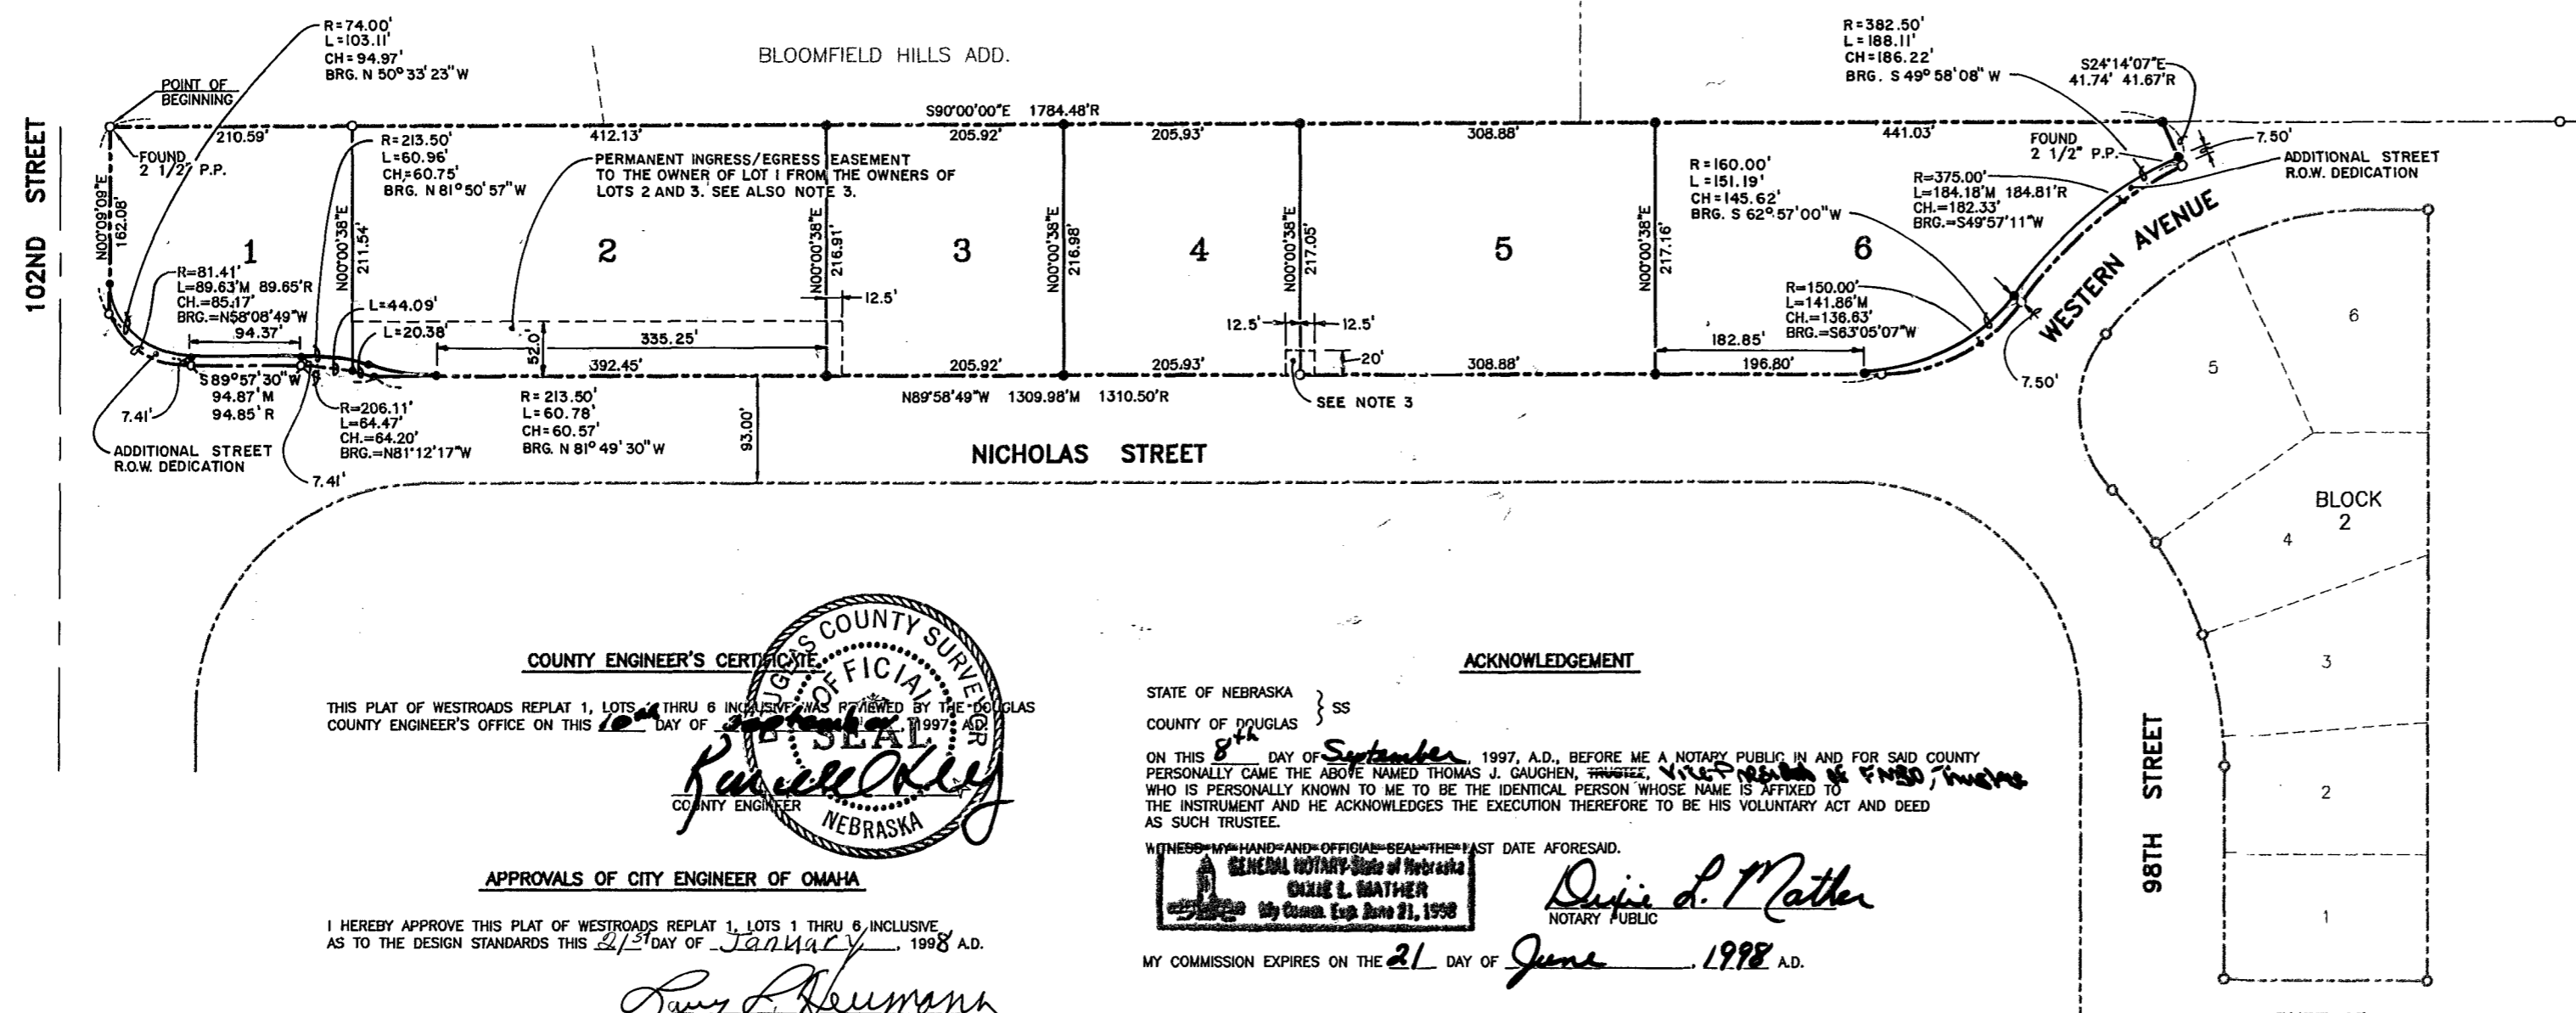 R=74.00'
L=103.11'
CH=94.97'
BRG. N 50° 33' 23" W
BLOOMFIELD HILLS ADD.
R=382.50'
L=188.11'
CH=186.22'
BRG. S 49° 58' 08" W
S24°14'07"E
41.74' 41.67'R
POINT OF
BEGINNING
S90°00'00"E 1784.48'R
210.59'
412.13'
205.92'
205.93'
308.88'
441.03'
102ND STREET
FOUND
2 1/2" P.P.
N00°09'09"E
162.08'
R=213.50'
L=60.96'
CH.=60.75'
BRG. N 81° 50' 57" W
PERMANENT INGRESS/EGRESS EASEMENT
TO THE OWNER OF LOT 1 FROM THE OWNERS OF
LOTS 2 AND 3. SEE ALSO NOTE 3.
R=160.00'
L=151.19'
CH=145.62'
BRG. S 62° 57' 00" W
FOUND
2 1/2" P.P.
7.50'
ADDITIONAL STREET
R.O.W. DEDICATION
R=375.00'
L=184.18'M 184.81'R
CH.=182.33'
BRG.=S49°57'11"W
1
2
3
4
5
6
N00°00'38"E
211.54'
N00°00'38"E
216.91'
N00°00'38"E
216.98'
N00°00'38"E
217.05'
N00°00'38"E
217.16'
WESTERN AVENUE
R=81.41'
L=89.63'M 89.65'R
CH.=85.17'
BRG.=N58°08'49"W
94.37'
L=44.09'
L=20.38'
12.5'
52.0'
335.25'
12.5'
12.5'
20'
182.85'
R=150.00'
L=141.86'M
CH.=136.63'
BRG.=S63°05'07"W
7.50'
392.45'
205.92'
205.93'
308.88'
196.80'
S89°57'30"W
94.87'M
94.85'R
7.41'
R=206.11'
L=64.47'
CH.=64.20'
BRG.=N81°12'17"W
R=213.50'
L=60.78'
CH=60.57'
BRG. N 81° 49' 30" W
93.00'
N89°58'49"W 1309.98'M 1310.50'R
SEE NOTE 3
ADDITIONAL STREET
R.O.W. DEDICATION
7.41'
NICHOLAS STREET
6
5
BLOCK
2
4
3
2
1
98TH STREET
COUNTY ENGINEER'S CERTIFICATE
THIS PLAT OF WESTROADS REPLAT 1, LOTS 1 THRU 6 INCLUSIVE WAS REVIEWED BY THE DOUGLAS
COUNTY ENGINEER'S OFFICE ON THIS 10th DAY OF September, 1997 A.D.
COUNTY ENGINEER
DOUGLAS COUNTY SURVEYOR
OFFICIAL
SEAL
NEBRASKA
APPROVALS OF CITY ENGINEER OF OMAHA
I HEREBY APPROVE THIS PLAT OF WESTROADS REPLAT 1, LOTS 1 THRU 6 INCLUSIVE
AS TO THE DESIGN STANDARDS THIS 21st DAY OF January, 1998 A.D.
ACKNOWLEDGEMENT
STATE OF NEBRASKA
} SS
COUNTY OF DOUGLAS
ON THIS 8th DAY OF September, 1997, A.D., BEFORE ME A NOTARY PUBLIC IN AND FOR SAID COUNTY
PERSONALLY CAME THE ABOVE NAMED THOMAS J. GAUGHEN, TRUSTEE, Vice President of FNBO, Trustee
WHO IS PERSONALLY KNOWN TO ME TO BE THE IDENTICAL PERSON WHOSE NAME IS AFFIXED TO
THE INSTRUMENT AND HE ACKNOWLEDGES THE EXECUTION THEREFORE TO BE HIS VOLUNTARY ACT AND DEED
AS SUCH TRUSTEE.
WITNESS MY HAND AND OFFICIAL SEAL THE LAST DATE AFORESAID.
GENERAL NOTARY-State of Nebraska
DIXIE L. MATHER
My Comm. Exp. June 21, 1998
Dixie L. Mather
NOTARY PUBLIC
MY COMMISSION EXPIRES ON THE 21 DAY OF June, 1998 A.D.